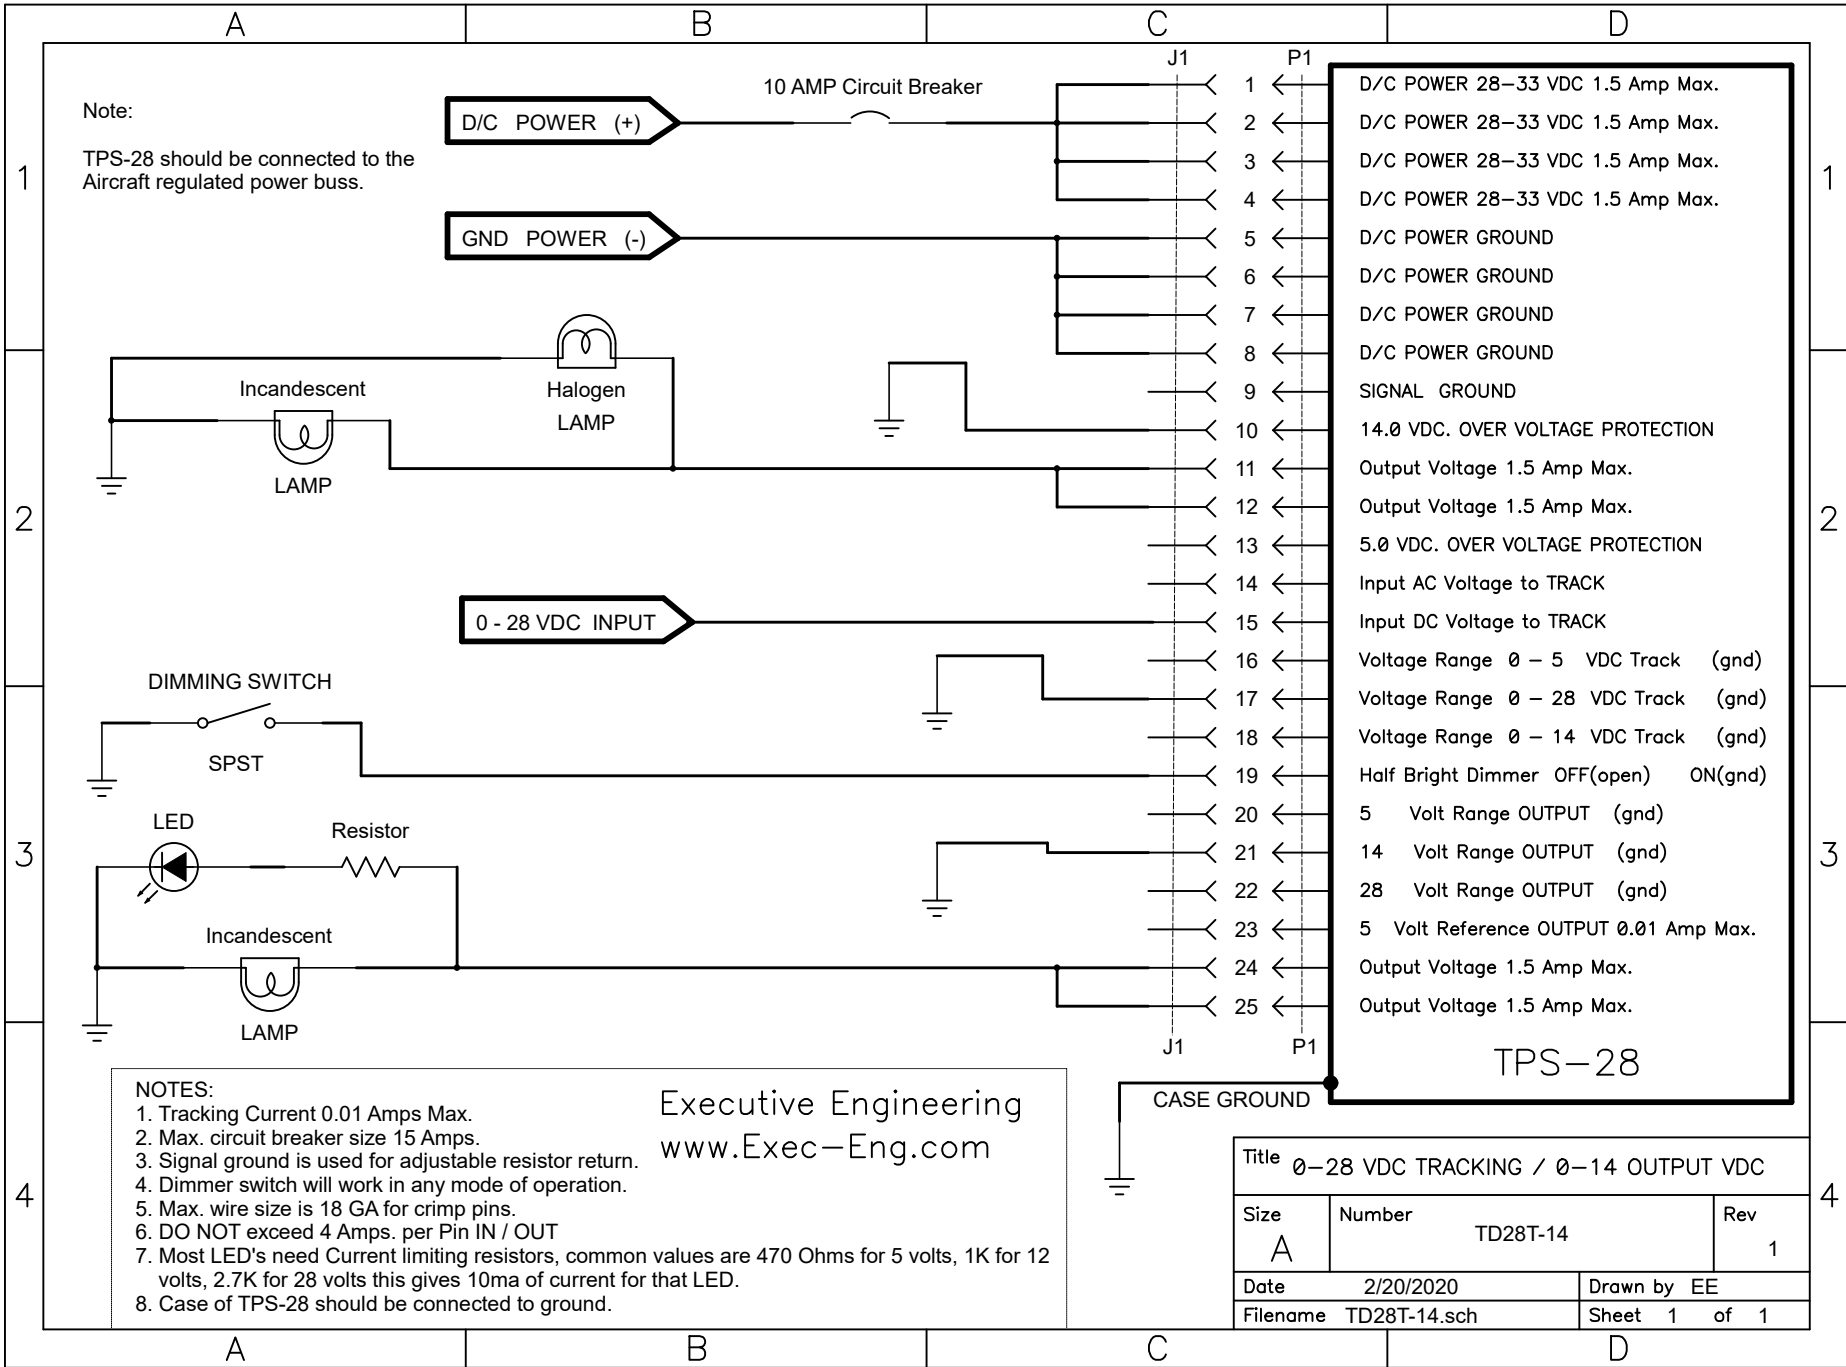 A B C D
Note:
TPS-28 should be connected to the
Aircraft regulated power buss.
D/C POWER (+)
10 AMP Circuit Breaker
GND POWER (-)
Halogen
LAMP
Incandescent
LAMP
0 - 28 VDC INPUT
DIMMING SWITCH
SPST
LED
Resistor
Incandescent
LAMP
J1 P1
1 D/C POWER 28-33 VDC 1.5 Amp Max.
2 D/C POWER 28-33 VDC 1.5 Amp Max.
3 D/C POWER 28-33 VDC 1.5 Amp Max.
4 D/C POWER 28-33 VDC 1.5 Amp Max.
5 D/C POWER GROUND
6 D/C POWER GROUND
7 D/C POWER GROUND
8 D/C POWER GROUND
9 SIGNAL GROUND
10 14.0 VDC. OVER VOLTAGE PROTECTION
11 Output Voltage 1.5 Amp Max.
12 Output Voltage 1.5 Amp Max.
13 5.0 VDC. OVER VOLTAGE PROTECTION
14 Input AC Voltage to TRACK
15 Input DC Voltage to TRACK
16 Voltage Range 0 - 5 VDC Track (gnd)
17 Voltage Range 0 - 28 VDC Track (gnd)
18 Voltage Range 0 - 14 VDC Track (gnd)
19 Half Bright Dimmer OFF(open) ON(gnd)
20 5 Volt Range OUTPUT (gnd)
21 14 Volt Range OUTPUT (gnd)
22 28 Volt Range OUTPUT (gnd)
23 5 Volt Reference OUTPUT 0.01 Amp Max.
24 Output Voltage 1.5 Amp Max.
25 Output Voltage 1.5 Amp Max.
J1 P1
TPS-28
CASE GROUND
1 1
2 2
3 3
4 4
NOTES:
1. Tracking Current 0.01 Amps Max.
2. Max. circuit breaker size 15 Amps.
3. Signal ground is used for adjustable resistor return.
4. Dimmer switch will work in any mode of operation.
5. Max. wire size is 18 GA for crimp pins.
6. DO NOT exceed 4 Amps. per Pin IN / OUT
7. Most LED's need Current limiting resistors, common values are 470 Ohms for 5 volts, 1K for 12
volts, 2.7K for 28 volts this gives 10ma of current for that LED.
8. Case of TPS-28 should be connected to ground.
Executive Engineering
www.Exec-Eng.com
Title 0-28 VDC TRACKING / 0-14 OUTPUT VDC
Size Number Rev
A TD28T-14 1
Date 2/20/2020 Drawn by EE
Filename TD28T-14.sch Sheet 1 of 1
A B C D